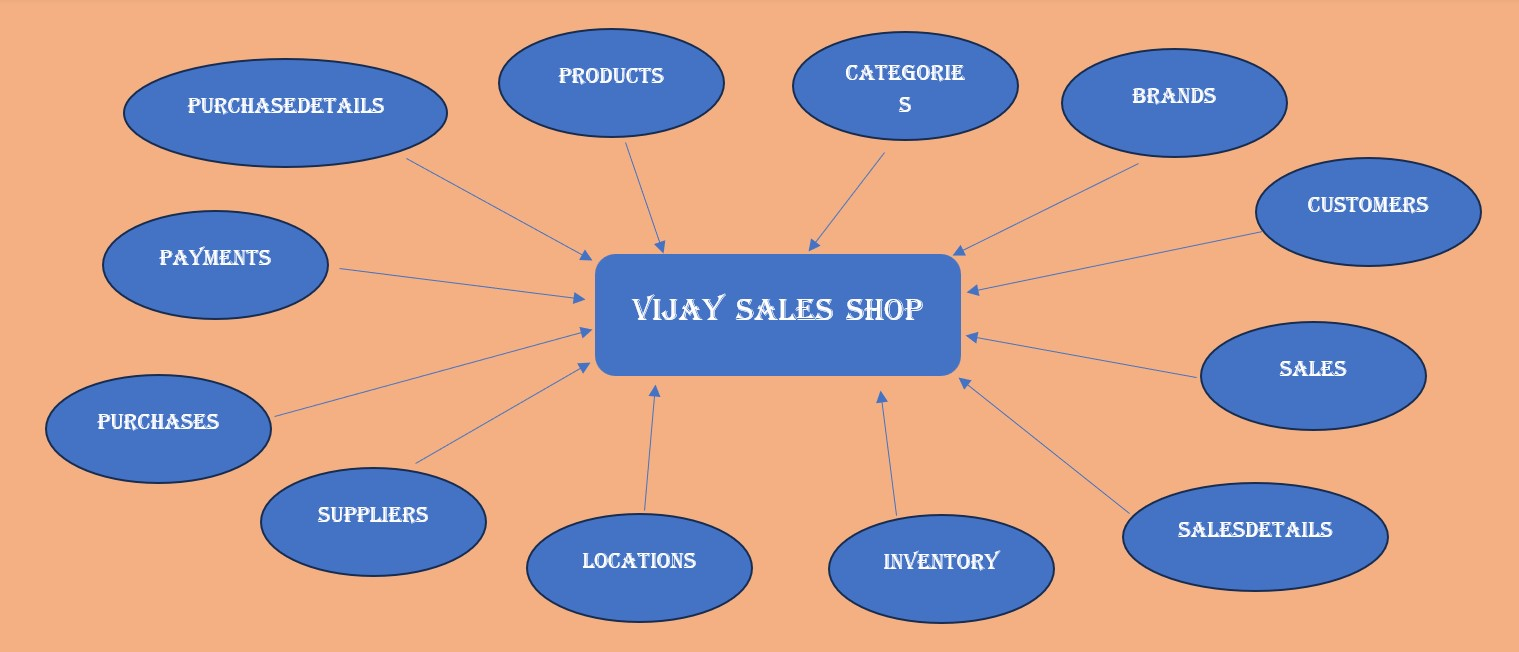 PRODUCTS
CATEGORIE
S
BRANDS
PURCHASEDETAILS
CUSTOMERS
PAYMENTS
VIJAY SALES SHOP
SALES
PURCHASES
SUPPLIERS
SALESDETAILS
LOCATIONS
INVENTORY